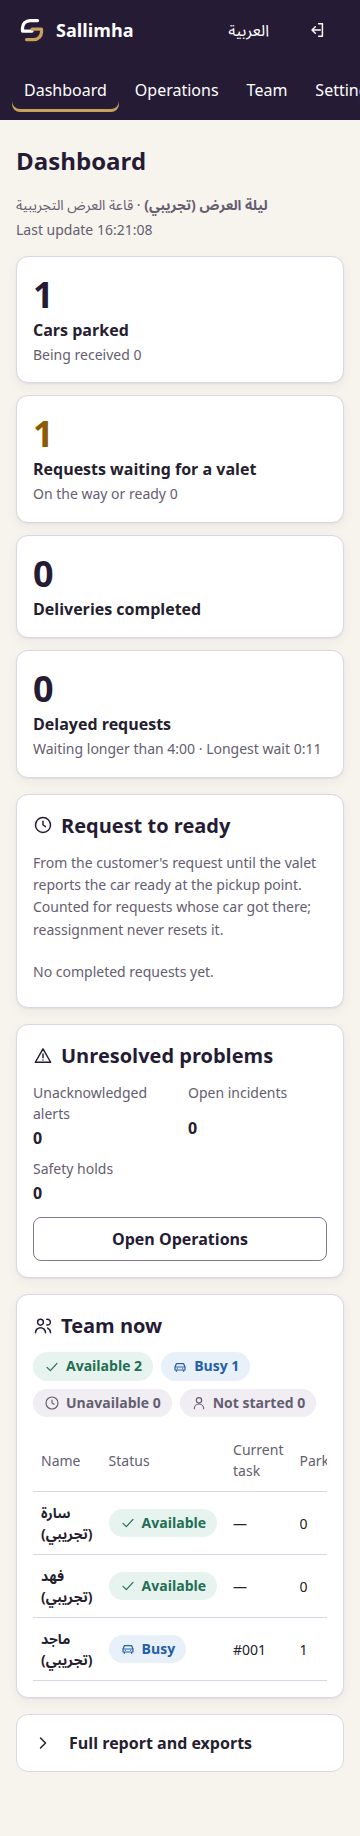 Sallimha
العربية
Dashboard
Operations
Team
Settin
Dashboard
ليلة العرض (تجريبي) · قاعة العرض التجريبية
Last update 16:21:08
1
Cars parked
Being received 0
1
Requests waiting for a valet
On the way or ready 0
0
Deliveries completed
0
Delayed requests
Waiting longer than 4:00 · Longest wait 0:11
Request to ready
From the customer's request until the valet
reports the car ready at the pickup point.
Counted for requests whose car got there;
reassignment never resets it.
No completed requests yet.
Unresolved problems
Unacknowledged
alerts
0
Open incidents
0
Safety holds
0
Open Operations
Team now
Available 2
Busy 1
Unavailable 0
Not started 0
Name
Status
Current
task
Park
سارة
(تجريبي)
Available
—
0
فهد
(تجريبي)
Available
—
0
ماجد
(تجريبي)
Busy
#001
1
Full report and exports